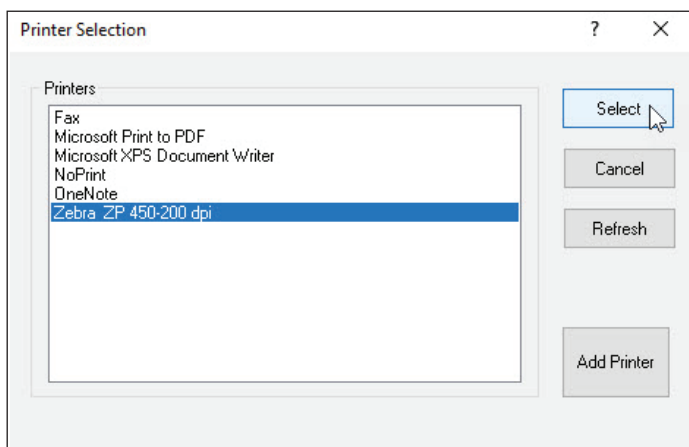 Printer Selection
?
Printers
Fax
Microsoft Print to PDF
Microsoft XPS Document Writer
NoPrint
OneNote
Zebra ZP 450-200 dpi
Select
Cancel
Refresh
Add Printer